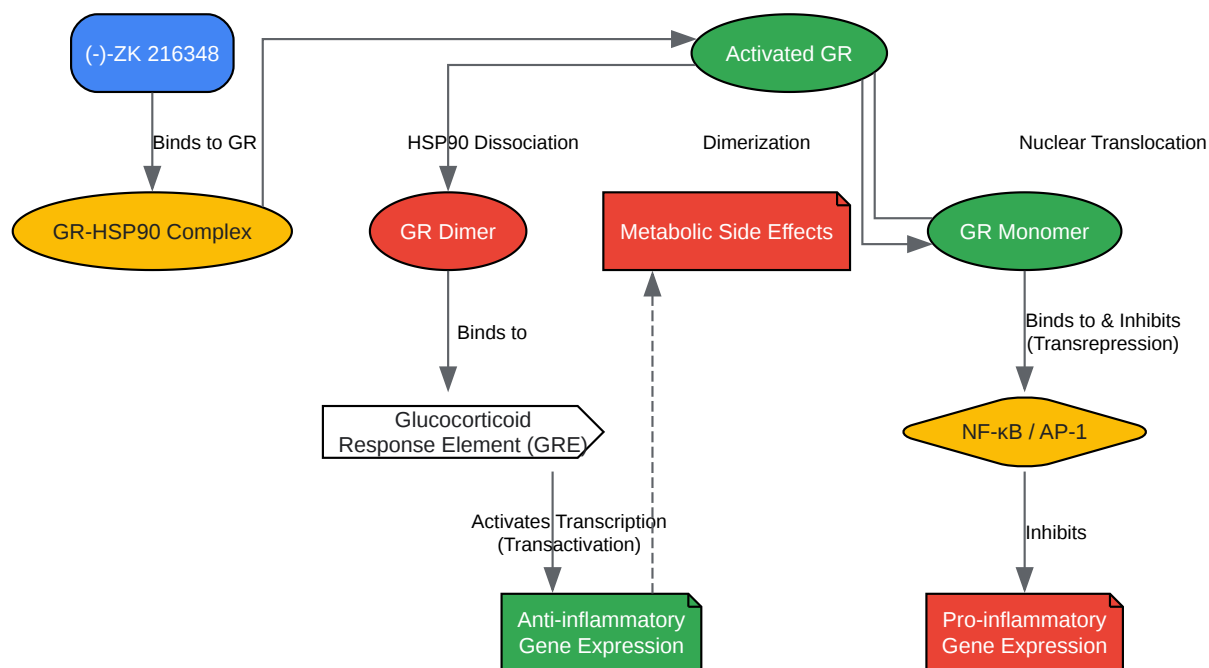 (-)-ZK 216348
Activated GR
Binds to GR
HSP90 Dissociation
Dimerization
Nuclear Translocation
GR-HSP90 Complex
GR Dimer
Metabolic Side Effects
GR Monomer
Binds to
Binds to & Inhibits
(Transrepression)
Glucocorticoid
Response Element (GRE)
NF-κB / AP-1
Activates Transcription
(Transactivation)
Inhibits
Anti-inflammatory
Gene Expression
Pro-inflammatory
Gene Expression